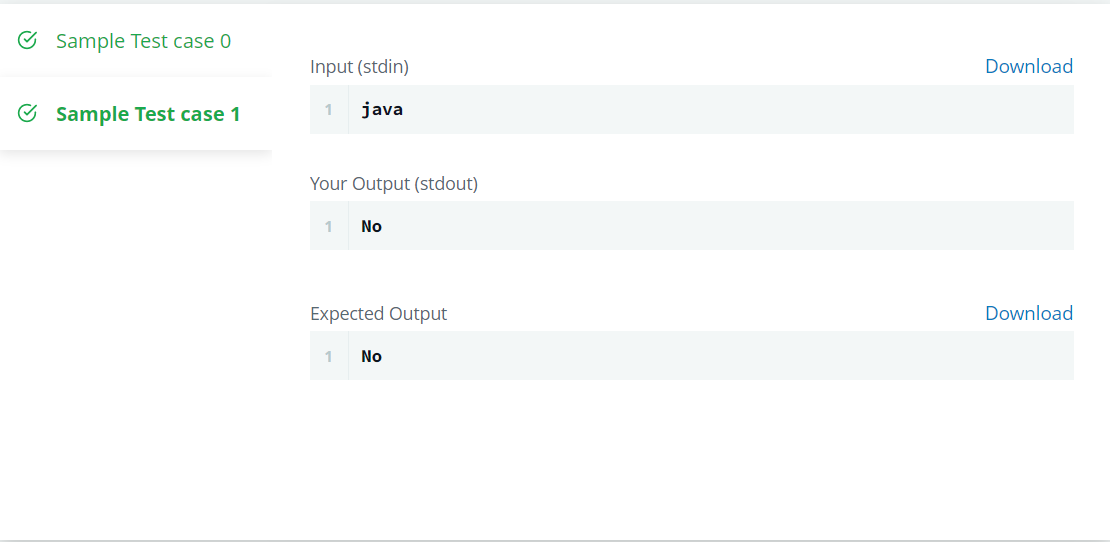 Sample Test case 0
Sample Test case 1
Input (stdin)
Download
1 java
Your Output (stdout)
1 No
Expected Output
Download
1 No